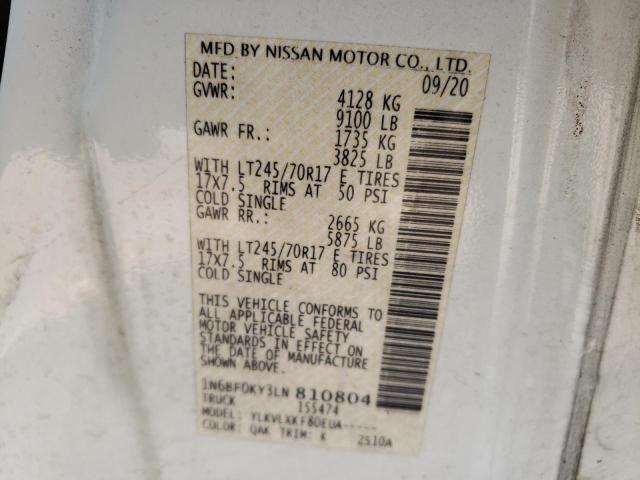 MFD BY NISSAN MOTOR CO., LTD.
DATE: 09/20
GVWR: 4128 KG
9100 LB
GAWR FR.: 1735 KG
3825 LB
WITH LT245/70R17 E TIRES
17X7.5 RIMS AT 50 PSI
COLD SINGLE
GAWR RR.: 2665 KG
5875 LB
WITH LT245/70R17 E TIRES
17X7.5 RIMS AT 80 PSI
COLD SINGLE
THIS VEHICLE CONFORMS TO
ALL APPLICABLE FEDERAL
MOTOR VEHICLE SAFETY
STANDARDS IN EFFECT ON
THE DATE OF MANUFACTURE
SHOWN ABOVE.
1N6BF0KY3LN 810804
TRUCK 155474
MODEL: YLKVLXKF80EUA-----
COLOR: QAK TRIM: K 2510A